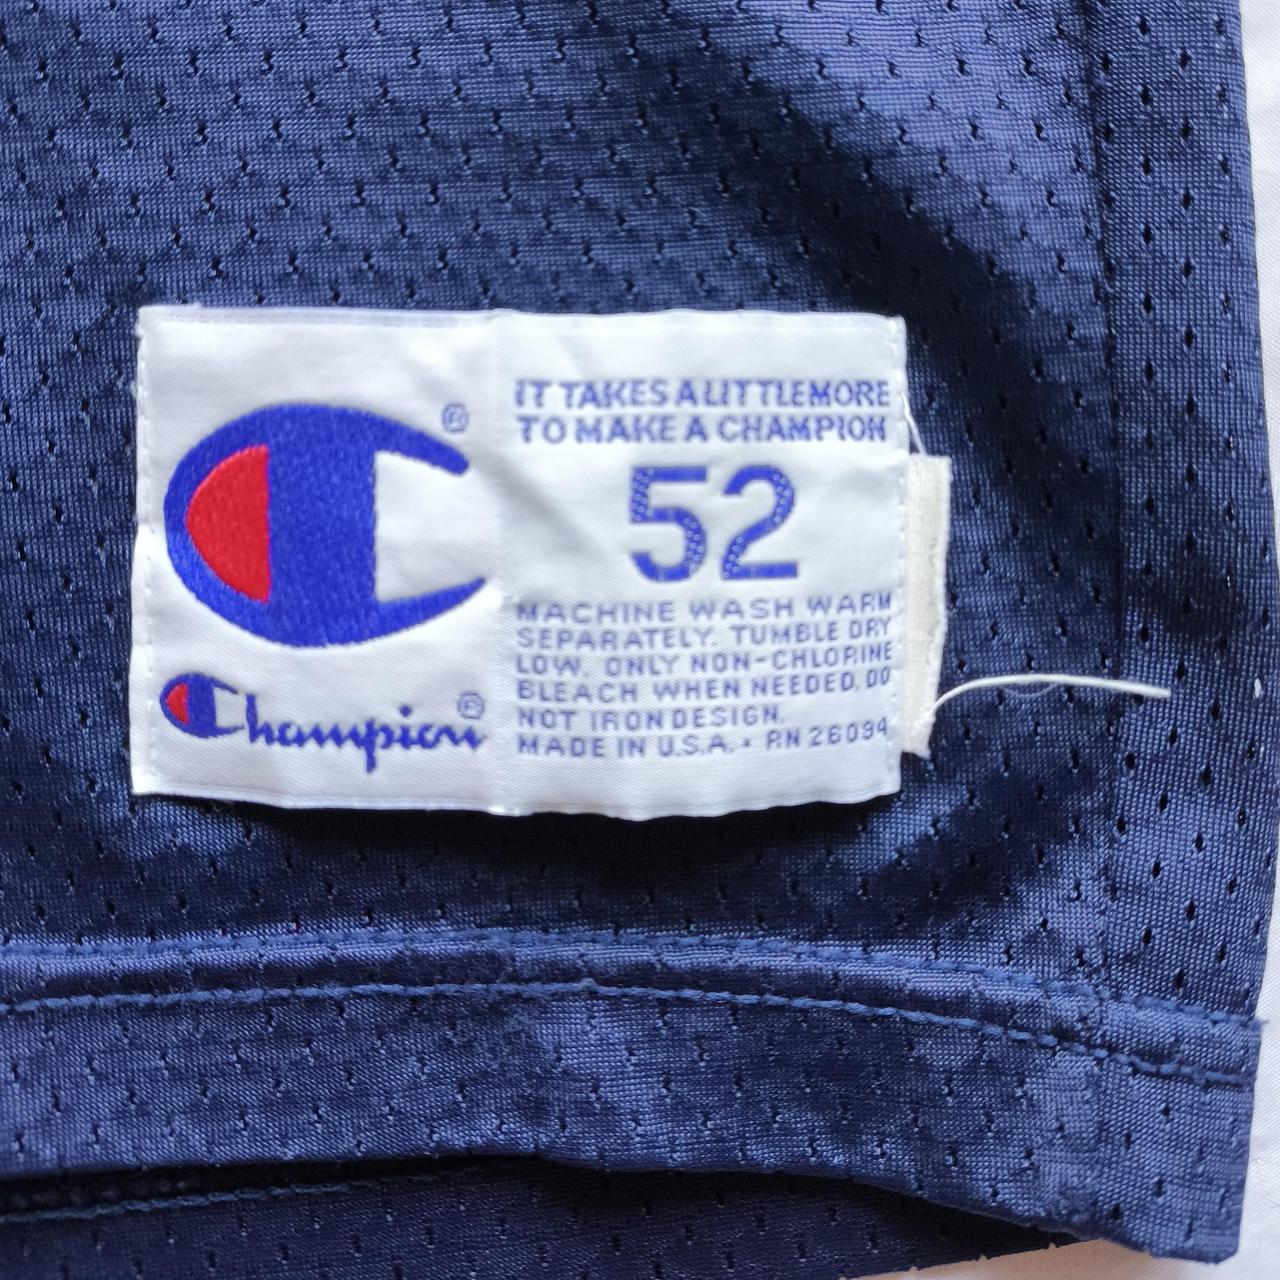 Champion
IT TAKES A LITTLE MORE
TO MAKE A CHAMPION
52
MACHINE WASH WARM
SEPARATELY. TUMBLE DRY
LOW. ONLY NON-CHLORINE
BLEACH WHEN NEEDED. DO
NOT IRON DESIGN.
MADE IN U.S.A. • RN 26094